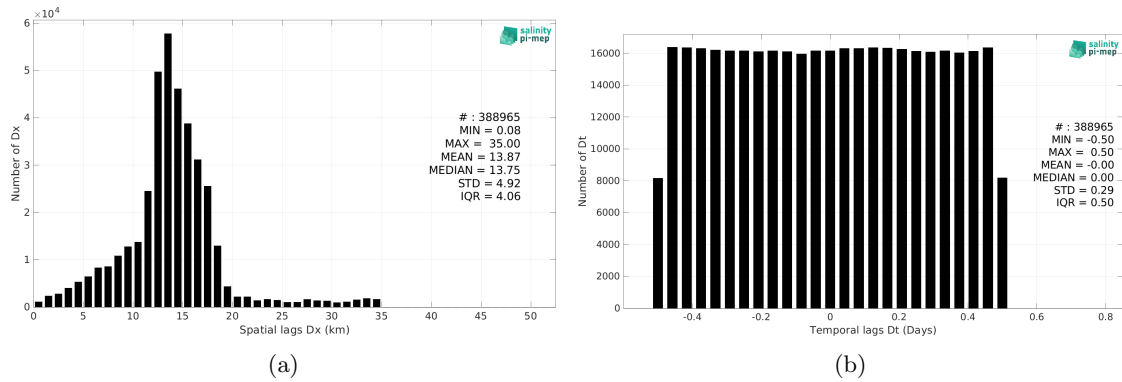 6 ×10⁴
5
4
3
2
1
0
Number of Dx
salinity
pi-mep
# : 388965
MIN = 0.08
MAX = 35.00
MEAN = 13.87
MEDIAN = 13.75
STD = 4.92
IQR = 4.06
0 5 10 15 20 25 30 35 40 45 50
Spatial lags Dx (km)
(a)
16000
14000
12000
10000
8000
6000
4000
2000
0
Number of Dt
salinity
pi-mep
# : 388965
MIN = -0.50
MAX = 0.50
MEAN = -0.00
MEDIAN = 0.00
STD = 0.29
IQR = 0.50
-0.4 -0.2 0 0.2 0.4 0.6 0.8
Temporal lags Dt (Days)
(b)